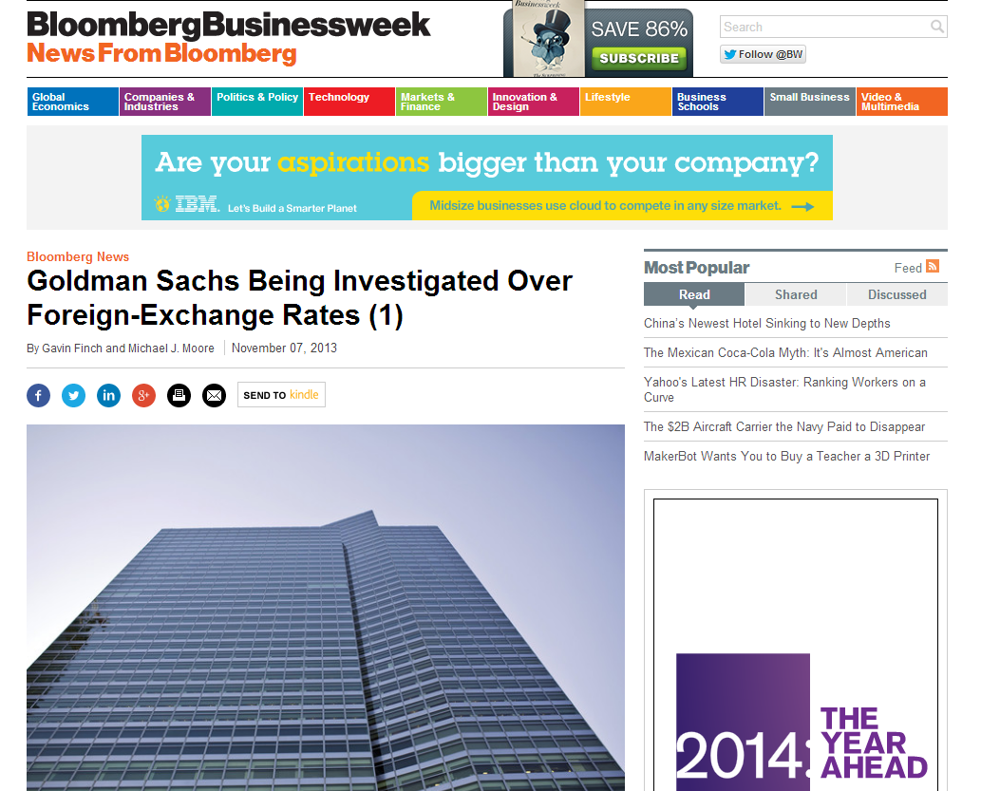 BloombergBusinessweek
News From Bloomberg
Businessweek
SAVE 86%
SUBSCRIBE
Search
Follow @BW
Global
Economics
Companies &
Industries
Politics & Policy
Technology
Markets &
Finance
Innovation &
Design
Lifestyle
Business
Schools
Small Business
Video &
Multimedia
Are your aspirations bigger than your company?
IBM. Let's Build a Smarter Planet
Midsize businesses use cloud to compete in any size market.
Bloomberg News
Goldman Sachs Being Investigated Over
Foreign-Exchange Rates (1)
By Gavin Finch and Michael J. Moore
November 07, 2013
f
in
g+
SEND TO kindle
Most Popular
Feed
Read
Shared
Discussed
China's Newest Hotel Sinking to New Depths
The Mexican Coca-Cola Myth: It's Almost American
Yahoo's Latest HR Disaster: Ranking Workers on a
Curve
The $2B Aircraft Carrier the Navy Paid to Disappear
MakerBot Wants You to Buy a Teacher a 3D Printer
2014:
THE
YEAR
AHEAD